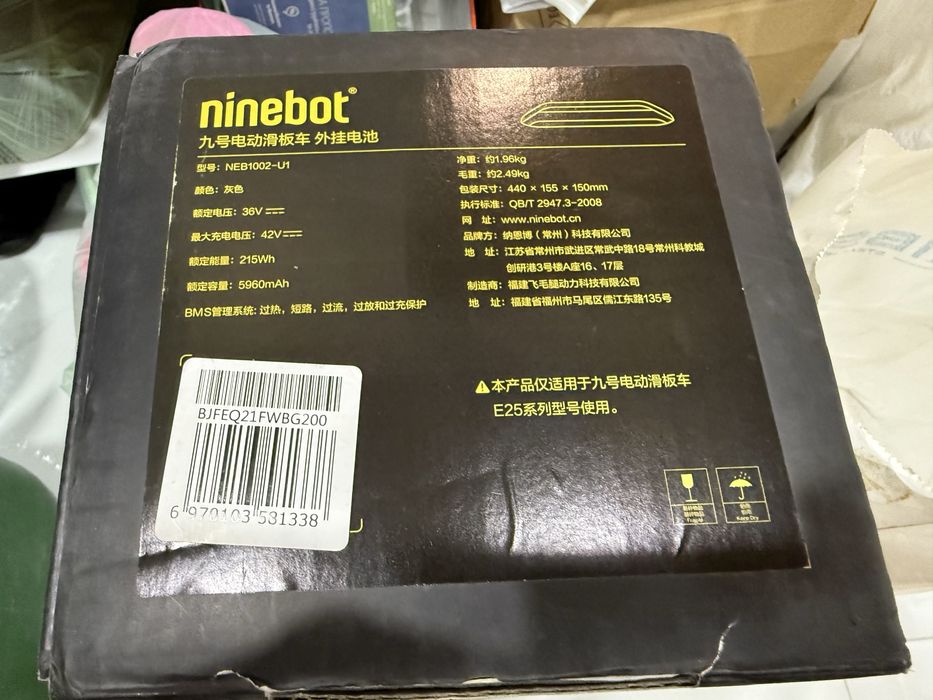 ninebot®
九号电动滑板车 外挂电池
型号：NEB1002-U1
颜色：灰色
额定电压：36V
最大充电电压：42V
额定能量：215Wh
额定容量：5960mAh
BMS管理系统：过热，短路，过流，过放和过充保护
净重：约1.96kg
毛重：约2.49kg
包装尺寸：440 × 155 × 150mm
执行标准：QB/T 2947.3-2008
网 址：www.ninebot.cn
品牌方：纳恩博（常州）科技有限公司
地 址：江苏省常州市武进区常武中路18号常州科教城
创研港3号楼A座16、17层
制造商：福建飞毛腿动力科技有限公司
地 址：福建省福州市马尾区儒江东路135号
⚠本产品仅适用于九号电动滑板车
E25系列型号使用。
BJFEQ21FWBG200
6 970103 581338
Fragile
Keep Dry